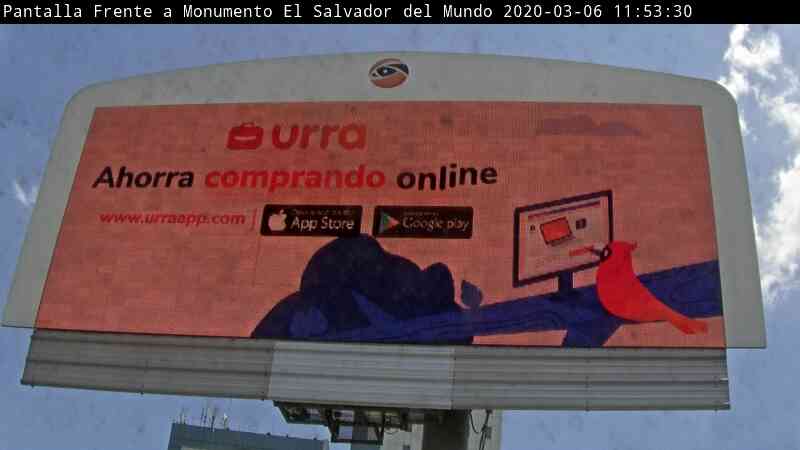 Pantalla Frente a Monumento El Salvador del Mundo 2020-03-06 11:53:30
urra
Ahorra comprando online
www.urraapp.com
App Store
Google play